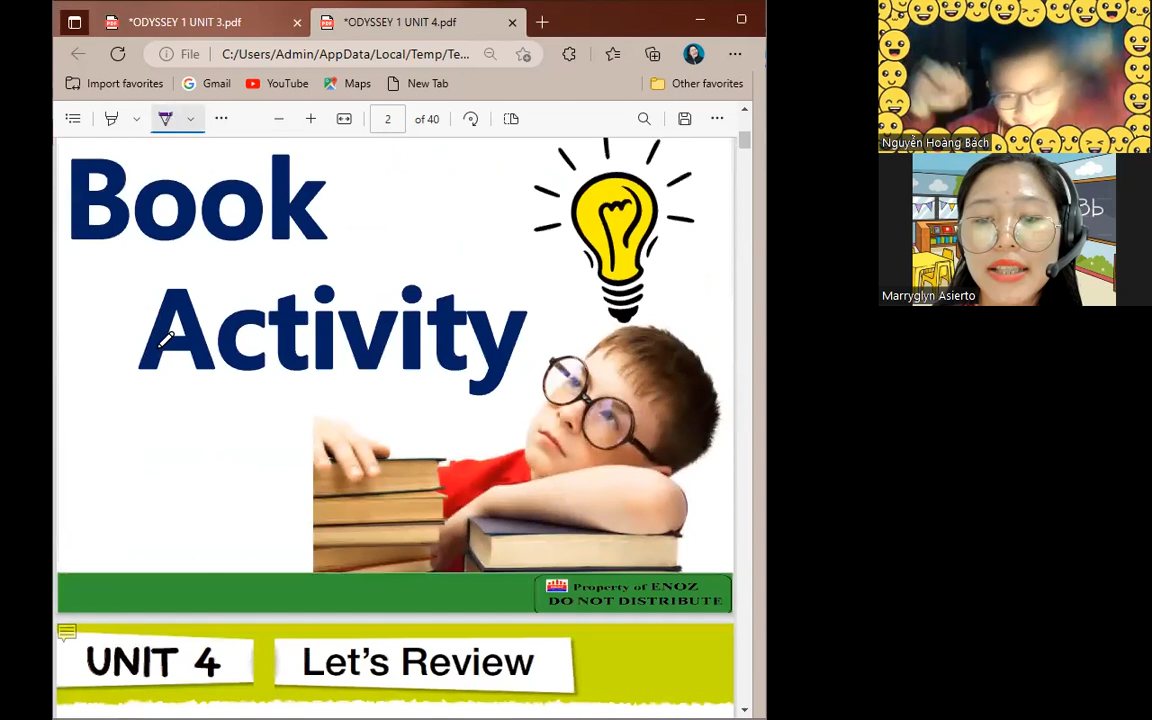 *ODYSSEY 1 UNIT 3.pdf
*ODYSSEY 1 UNIT 4.pdf
File
C:/Users/Admin/AppData/Local/Temp/Te...
Import favorites
Gmail
YouTube
Maps
New Tab
Other favorites
2
of 40
Book
Activity
Property of ENOZ
DO NOT DISTRIBUTE
UNIT 4
Let's Review
Nguyễn Hoàng Bách
3b
Marryglyn Asierto